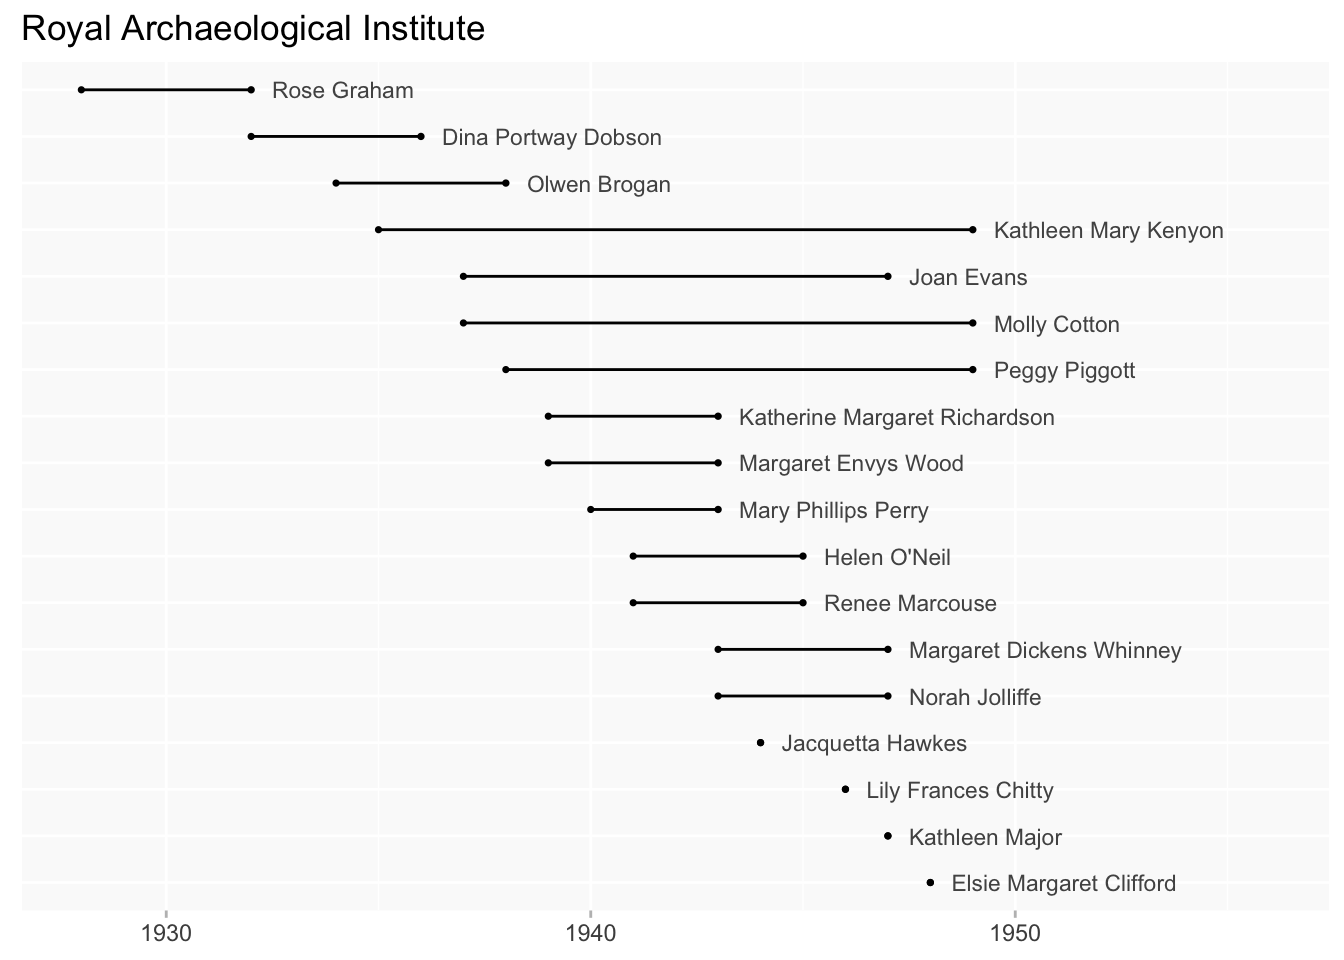 Royal Archaeological Institute
Rose Graham
Dina Portway Dobson
Olwen Brogan
Kathleen Mary Kenyon
Joan Evans
Molly Cotton
Peggy Piggott
Katherine Margaret Richardson
Margaret Envys Wood
Mary Phillips Perry
Helen O'Neil
Renee Marcouse
Margaret Dickens Whinney
Norah Jolliffe
Jacquetta Hawkes
Lily Frances Chitty
Kathleen Major
Elsie Margaret Clifford
1930 1940 1950